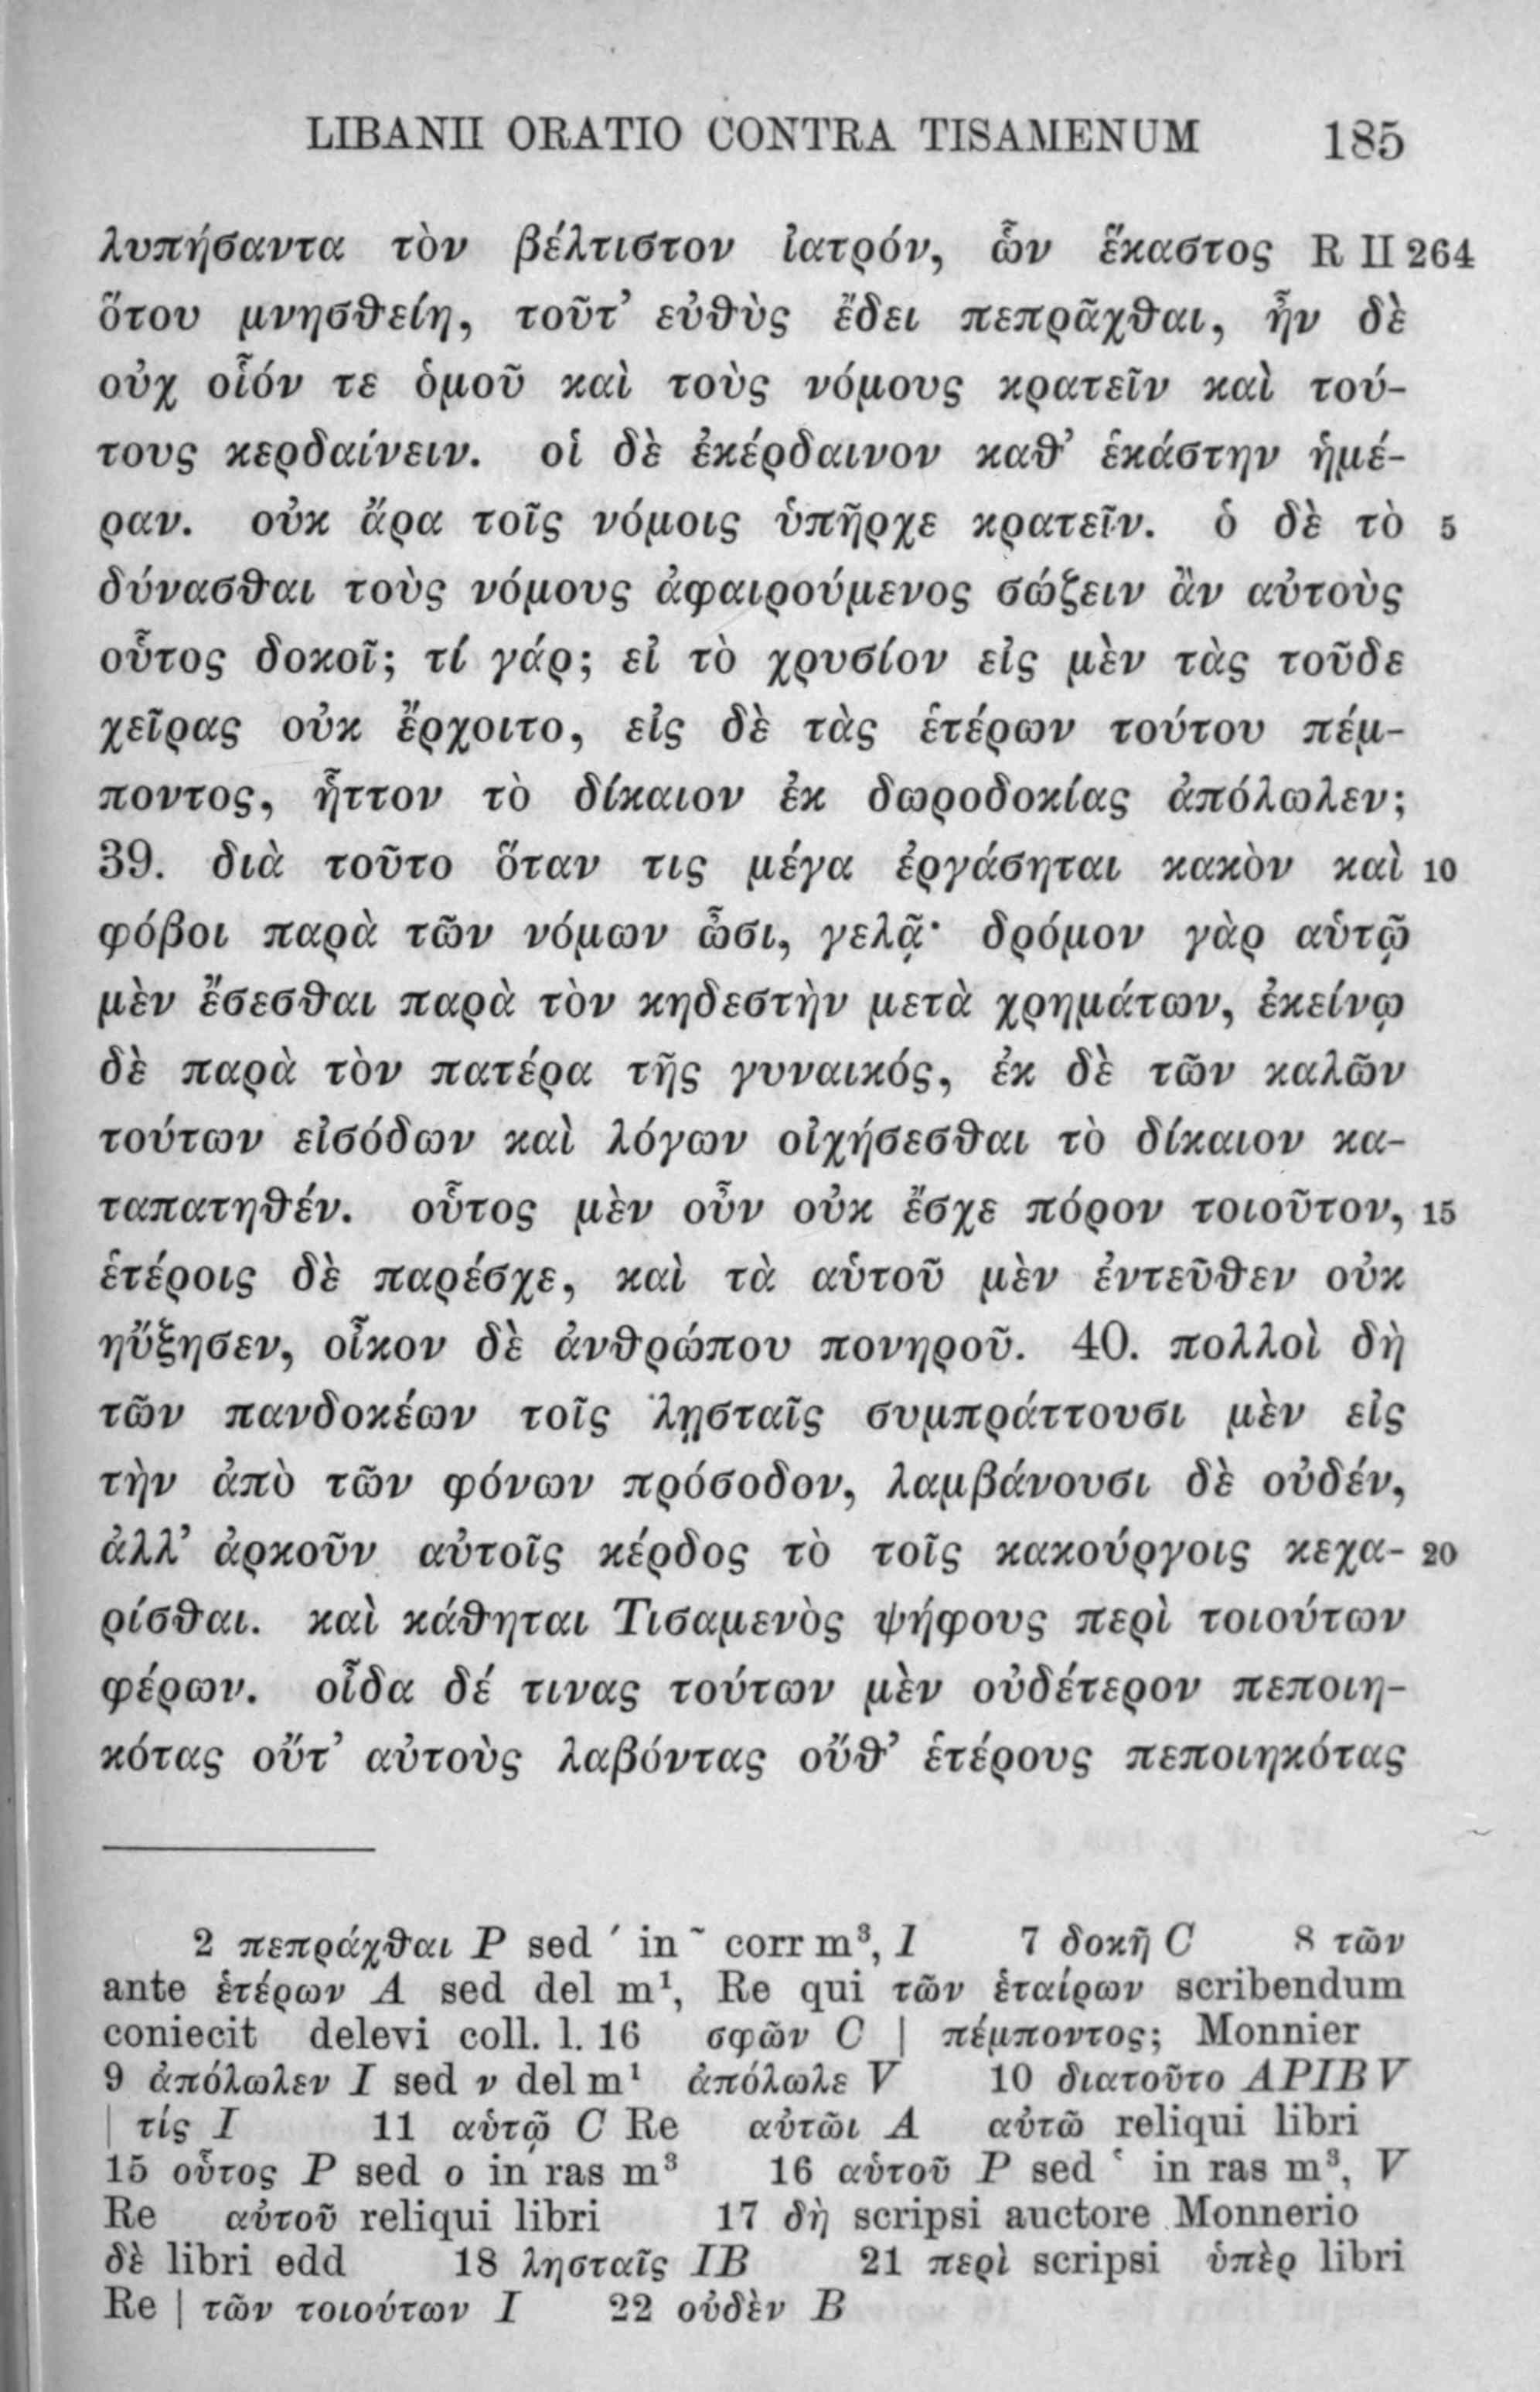 LIBANII ORATIO CONTRA TISAMENUM 185
λυπήσαντα τὸν βέλτιστον ἰατρόν, ὧν ἕκαστος R II 264
ὅτου μνησθείη, τοῦτ’ εὐθὺς ἔδει πεπρᾶχθαι, ἦν δὲ
οὐχ οἷόν τε ὁμοῦ καὶ τοὺς νόμους κρατεῖν καὶ τού-
τους κερδαίνειν. οἱ δὲ ἐκέρδαινον καθ’ ἑκάστην ἡμέ-
ραν. οὐκ ἄρα τοῖς νόμοις ὑπῆρχε κρατεῖν. ὁ δὲ τὸ 5
δύνασθαι τοὺς νόμους ἀφαιρούμενος σώζειν ἂν αὐτοὺς
οὗτος δοκοῖ; τί γάρ; εἰ τὸ χρυσίον εἰς μὲν τὰς τοῦδε
χεῖρας οὐκ ἔρχοιτο, εἰς δὲ τὰς ἑτέρων τούτου πέμ-
ποντος, ἧττον τὸ δίκαιον ἐκ δωροδοκίας ἀπόλωλεν;
39. διὰ τοῦτο ὅταν τις μέγα ἐργάσηται κακὸν καὶ 10
φόβοι παρὰ τῶν νόμων ὦσι, γελᾷ· δρόμον γὰρ αὑτῷ
μὲν ἔσεσθαι παρὰ τὸν κηδεστὴν μετὰ χρημάτων, ἐκείνῳ
δὲ παρὰ τὸν πατέρα τῆς γυναικός, ἐκ δὲ τῶν καλῶν
τούτων εἰσόδων καὶ λόγων οἰχήσεσθαι τὸ δίκαιον κα-
ταπατηθέν. οὗτος μὲν οὖν οὐκ ἔσχε πόρον τοιοῦτον, 15
ἑτέροις δὲ παρέσχε, καὶ τὰ αὑτοῦ μὲν ἐντεῦθεν οὐκ
ηὔξησεν, οἶκον δὲ ἀνθρώπου πονηροῦ. 40. πολλοὶ δὴ
τῶν πανδοκέων τοῖς λῃσταῖς συμπράττουσι μὲν εἰς
τὴν ἀπὸ τῶν φόνων πρόσοδον, λαμβάνουσι δὲ οὐδέν,
ἀλλ’ ἀρκοῦν αὐτοῖς κέρδος τὸ τοῖς κακούργοις κεχα- 20
ρίσθαι. καὶ κάθηται Τισαμενὸς ψήφους περὶ τοιούτων
φέρων. οἶδα δέ τινας τούτων μὲν οὐδέτερον πεποιη-
κότας οὔτ’ αὐτοὺς λαβόντας οὔθ’ ἑτέρους πεποιηκότας
2 πεπράχθαι P sed ´ in ῀ corr m³, I 7 δοκῇ C 8 τῶν
ante ἑτέρων A sed del m¹, Re qui τῶν ἑταίρων scribendum
coniecit delevi coll. l. 16 σφῶν C | πέμποντος; Monnier
9 ἀπόλωλεν I sed ν del m¹ ἀπόλωλε V 10 διατοῦτο APIBV
| τίς I 11 αὑτῷ C Re αὐτῶι A αὐτῶ reliqui libri
15 οὗτος P sed ο in ras m³ 16 αὑτοῦ P sed ῾ in ras m³, V
Re αὐτοῦ reliqui libri 17 δὴ scripsi auctore Monnerio
δὲ libri edd 18 λησταῖς IB 21 περὶ scripsi ὑπὲρ libri
Re | τῶν τοιούτων I 22 οὐδὲν B